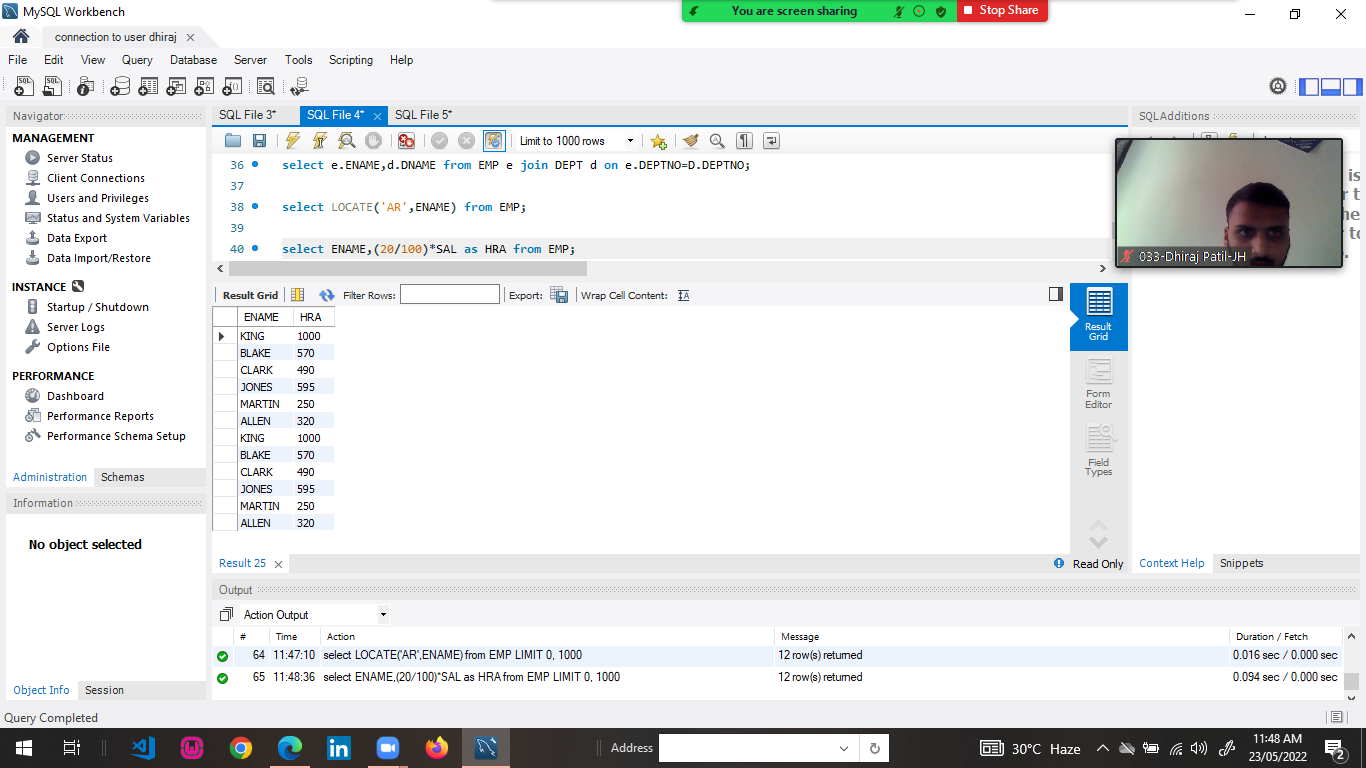 MySQL Workbench
You are screen sharing
Stop Share
connection to user dhiraj
File Edit View Query Database Server Tools Scripting Help
Navigator
MANAGEMENT
Server Status
Client Connections
Users and Privileges
Status and System Variables
Data Export
Data Import/Restore
INSTANCE
Startup / Shutdown
Server Logs
Options File
PERFORMANCE
Dashboard
Performance Reports
Performance Schema Setup
Administration Schemas
Information
No object selected
Object Info Session
Query Completed
SQL File 3* SQL File 4* SQL File 5*
Limit to 1000 rows
36 select e.ENAME,d.DNAME from EMP e join DEPT d on e.DEPTNO=D.DEPTNO;
37
38 select LOCATE('AR',ENAME) from EMP;
39
40 select ENAME,(20/100)*SAL as HRA from EMP;
Result Grid Filter Rows: Export: Wrap Cell Content:
ENAME HRA
KING 1000
BLAKE 570
CLARK 490
JONES 595
MARTIN 250
ALLEN 320
KING 1000
BLAKE 570
CLARK 490
JONES 595
MARTIN 250
ALLEN 320
Result Grid
Form Editor
Field Types
Result 25
Read Only
SQLAdditions
033-Dhiraj Patil-JH
Context Help Snippets
Output
Action Output
# Time Action Message Duration / Fetch
64 11:47:10 select LOCATE('AR',ENAME) from EMP LIMIT 0, 1000 12 row(s) returned 0.016 sec / 0.000 sec
65 11:48:36 select ENAME,(20/100)*SAL as HRA from EMP LIMIT 0, 1000 12 row(s) returned 0.094 sec / 0.000 sec
Address
30°C Haze
11:48 AM
23/05/2022
2